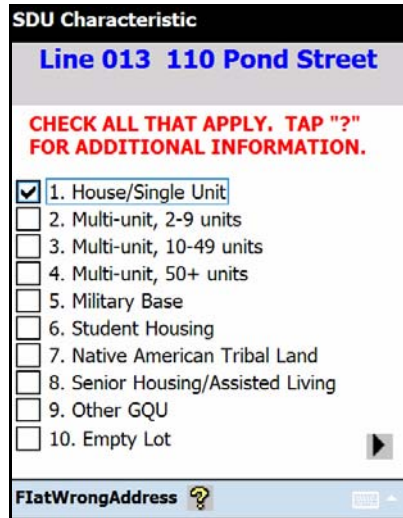 SDU Characteristic
Line 013 110 Pond Street
CHECK ALL THAT APPLY. TAP "?"
FOR ADDITIONAL INFORMATION.
1. House/Single Unit
2. Multi-unit, 2-9 units
3. Multi-unit, 10-49 units
4. Multi-unit, 50+ units
5. Military Base
6. Student Housing
7. Native American Tribal Land
8. Senior Housing/Assisted Living
9. Other GQU
10. Empty Lot
FIatWrongAddress ?